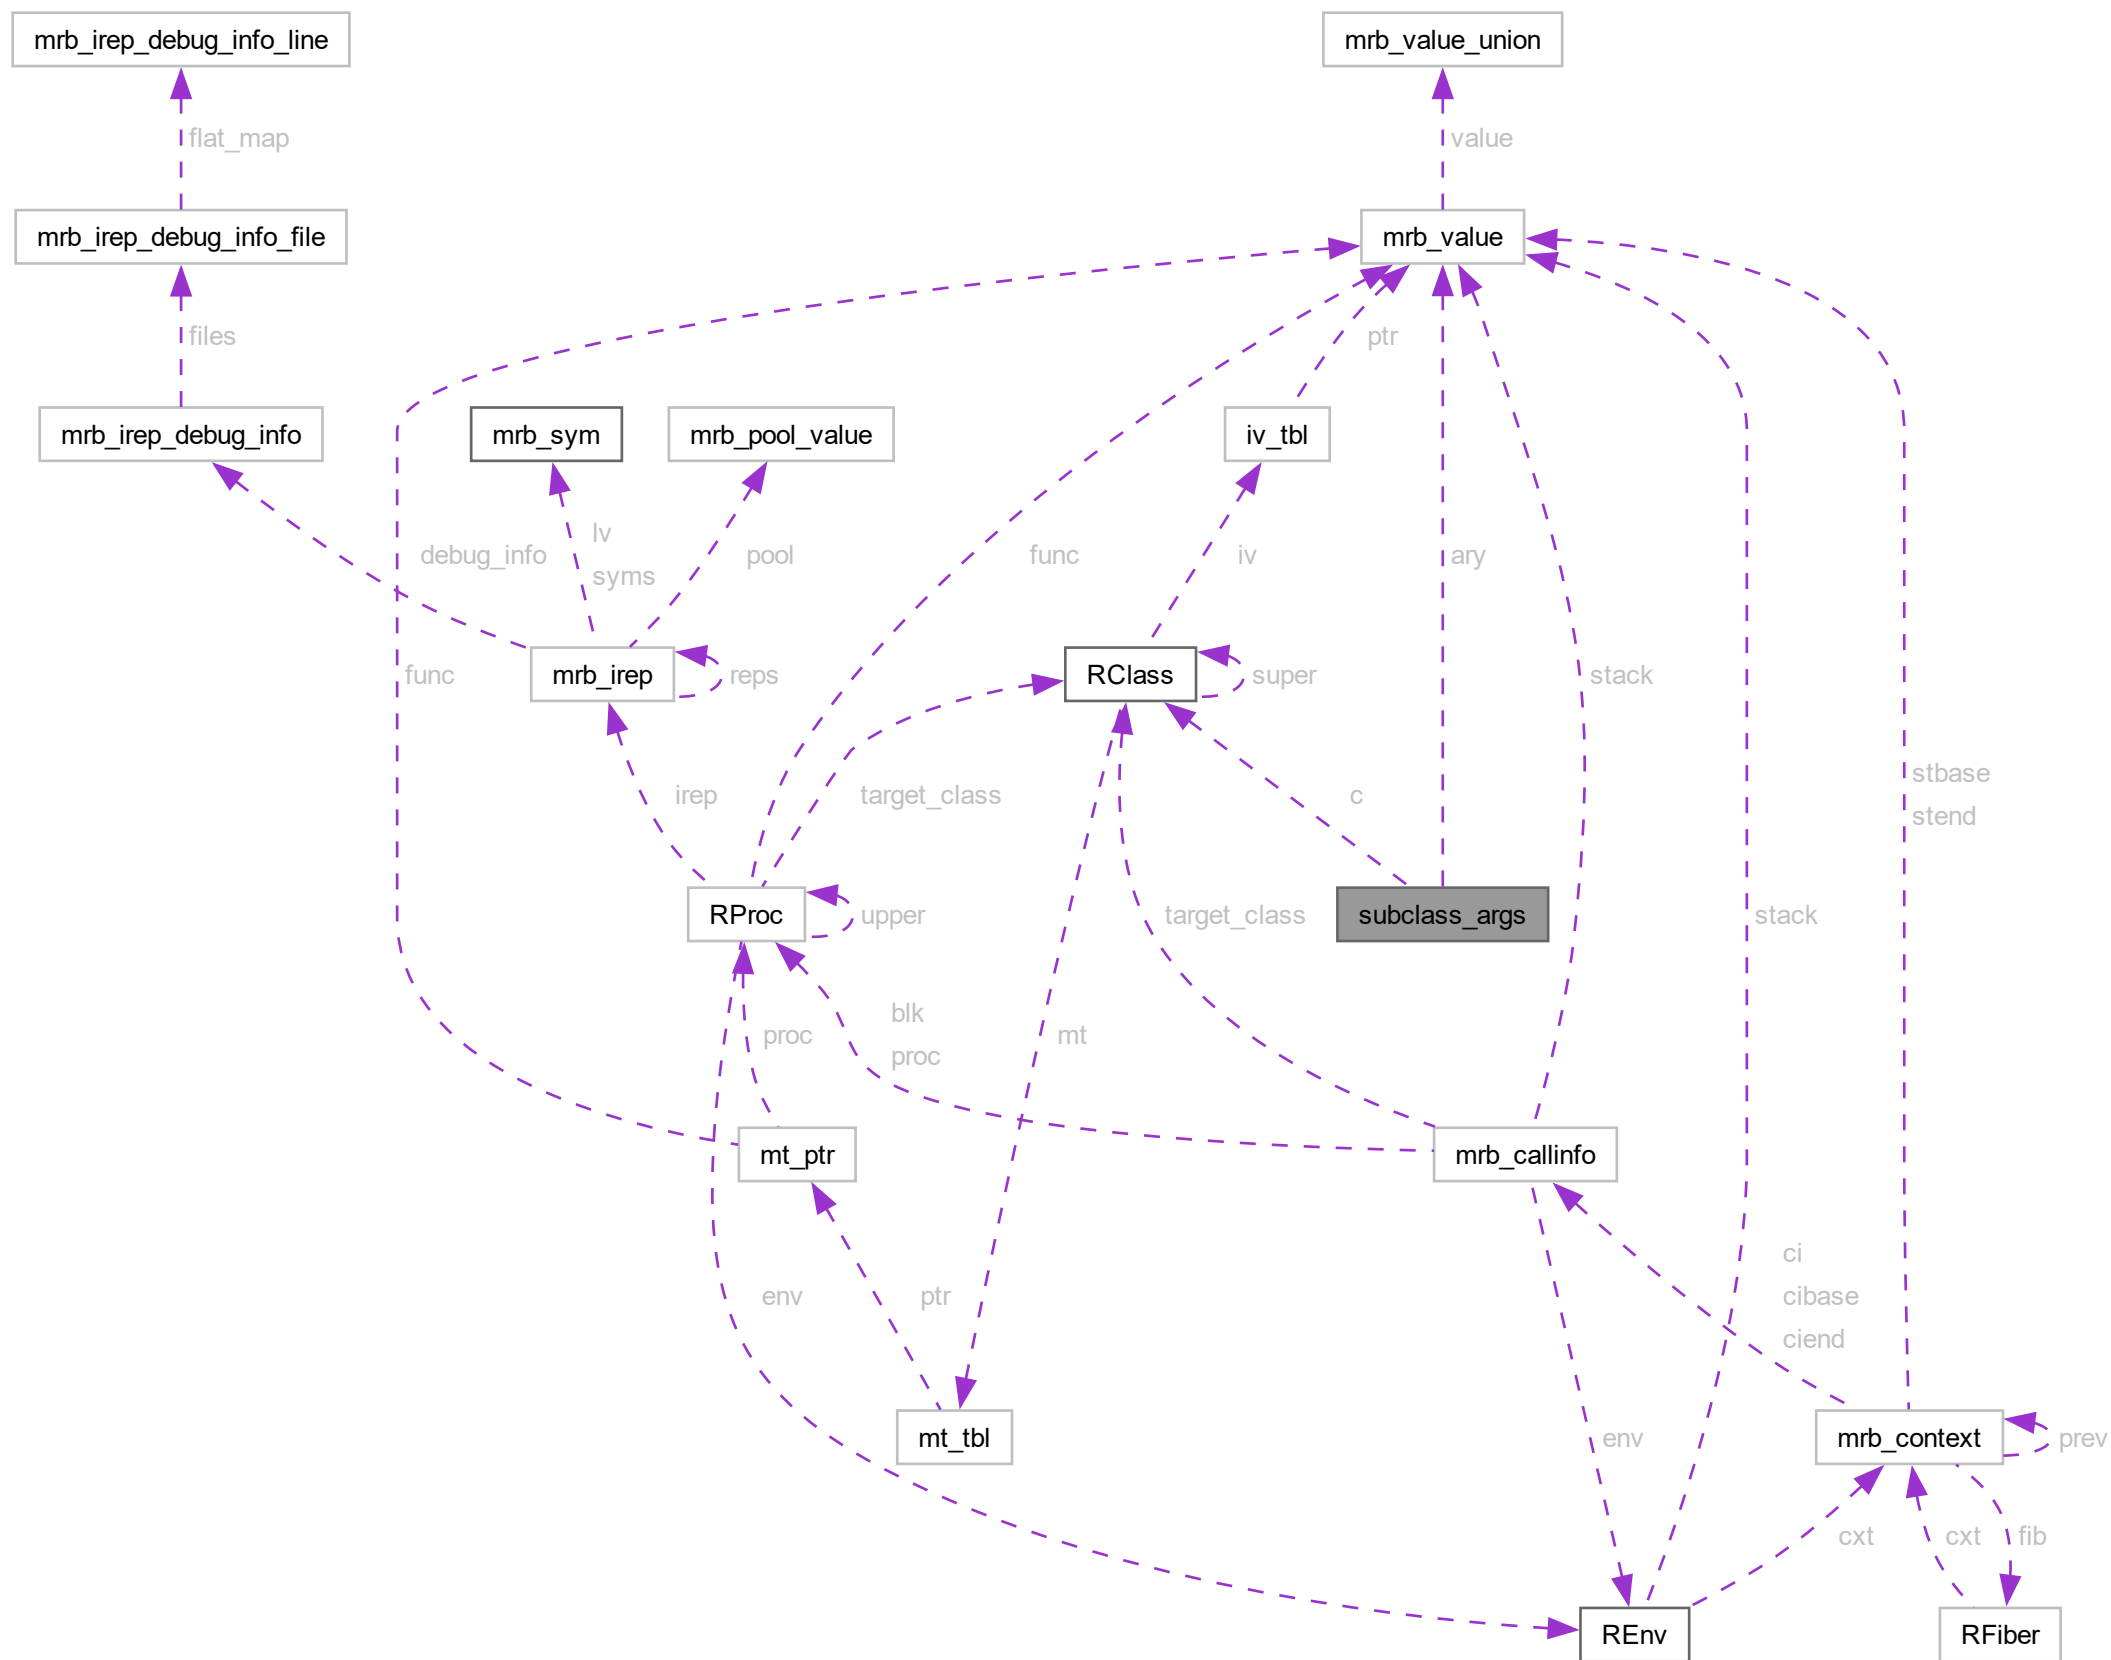 mrb_irep_debug_info_line
mrb_value_union
flat_map
value
mrb_irep_debug_info_file
mrb_value
files
ptr
mrb_irep_debug_info
mrb_sym
mrb_pool_value
iv_tbl
lv
syms
debug_info
pool
func
iv
ary
mrb_irep
reps
func
RClass
super
stack
stbase
stend
irep
target_class
c
RProc
upper
target_class
subclass_args
stack
blk
proc
proc
mt
mt_ptr
mrb_callinfo
ci
cibase
ciend
env
ptr
mt_tbl
env
mrb_context
prev
cxt
cxt
fib
REnv
RFiber